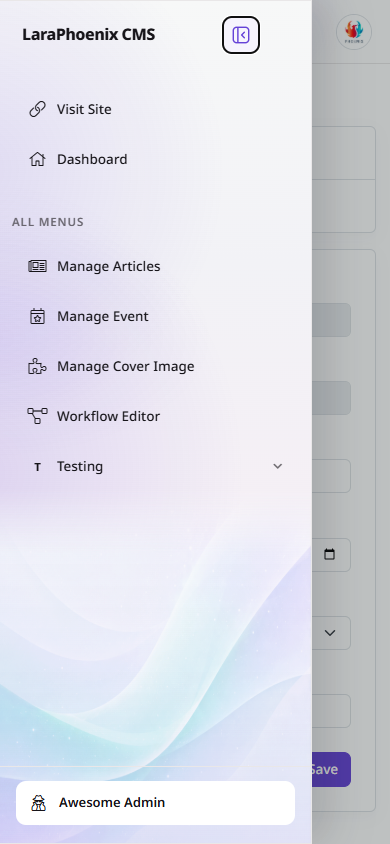 LaraPhoenix CMS
Visit Site
Dashboard
ALL MENUS
Manage Articles
Manage Event
Manage Cover Image
Workflow Editor
T Testing
Save
Awesome Admin